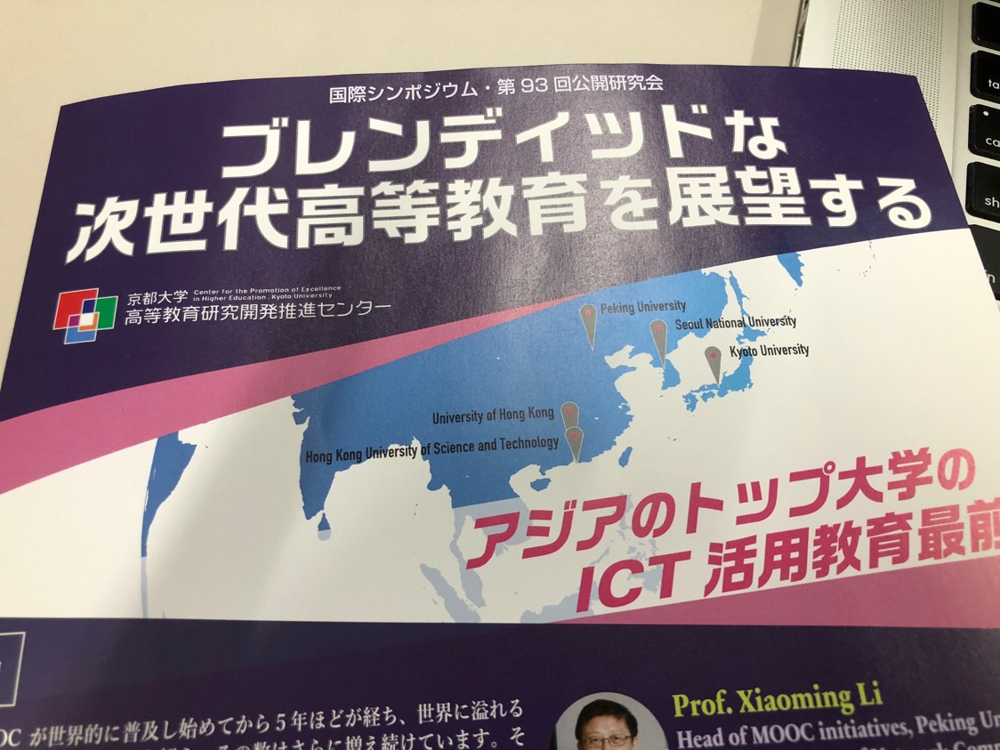 国際シンポジウム・第 93 回公開研究会
ブレンディッドな
次世代高等教育を展望する
京都大学 Center for the Promotion of Excellence
in Higher Education . Kyoto University
高等教育研究開発推進センター
Peking University
Seoul National University
Kyoto University
University of Hong Kong
Hong Kong University of Science and Technology
アジアのトップ大学の
ICT 活用教育最前
OC が世界的に普及し始めてから５年ほどが経ち、世界に溢れる
の数はさらに増え続けています。そ
Prof. Xiaoming Li
Head of MOOC initiatives, Peking Un
ta
ca
sh